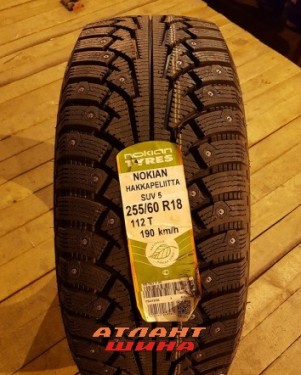 nokian
TYRES
NOKIAN
HAKKAPELIITTA
SUV 5
255/60 R18
112 T
190 km/h
АТЛАНТ
ШИНА